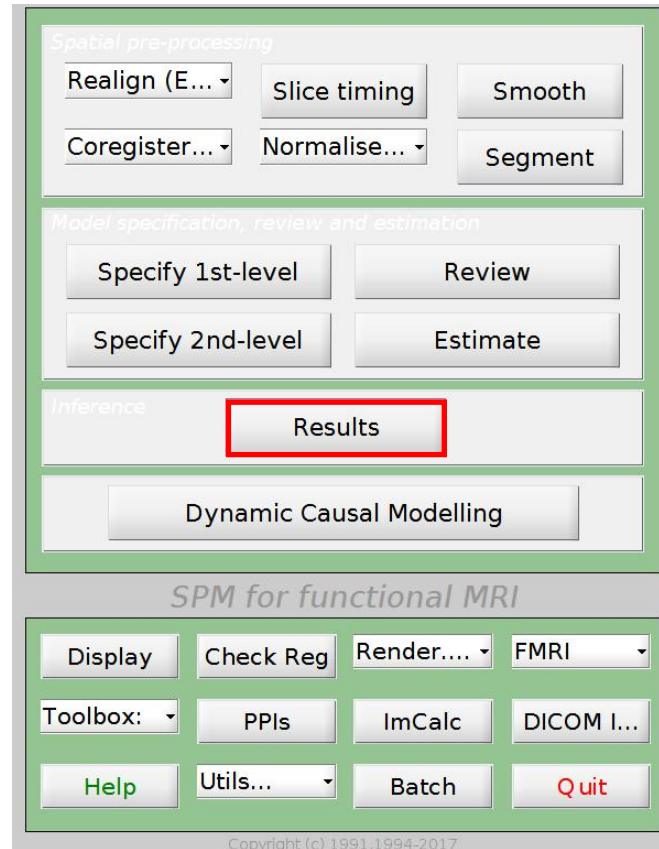 Spatial pre-processing
Realign (E... Slice timing Smooth
Coregister... Normalise... Segment
Model specification, review and estimation
Specify 1st-level Review
Specify 2nd-level Estimate
Inference
Results
Dynamic Causal Modelling
SPM for functional MRI
Display Check Reg Render.... FMRI
Toolbox: PPIs ImCalc DICOM I...
Help Utils... Batch Quit
Copyright (c) 1991,1994-2017